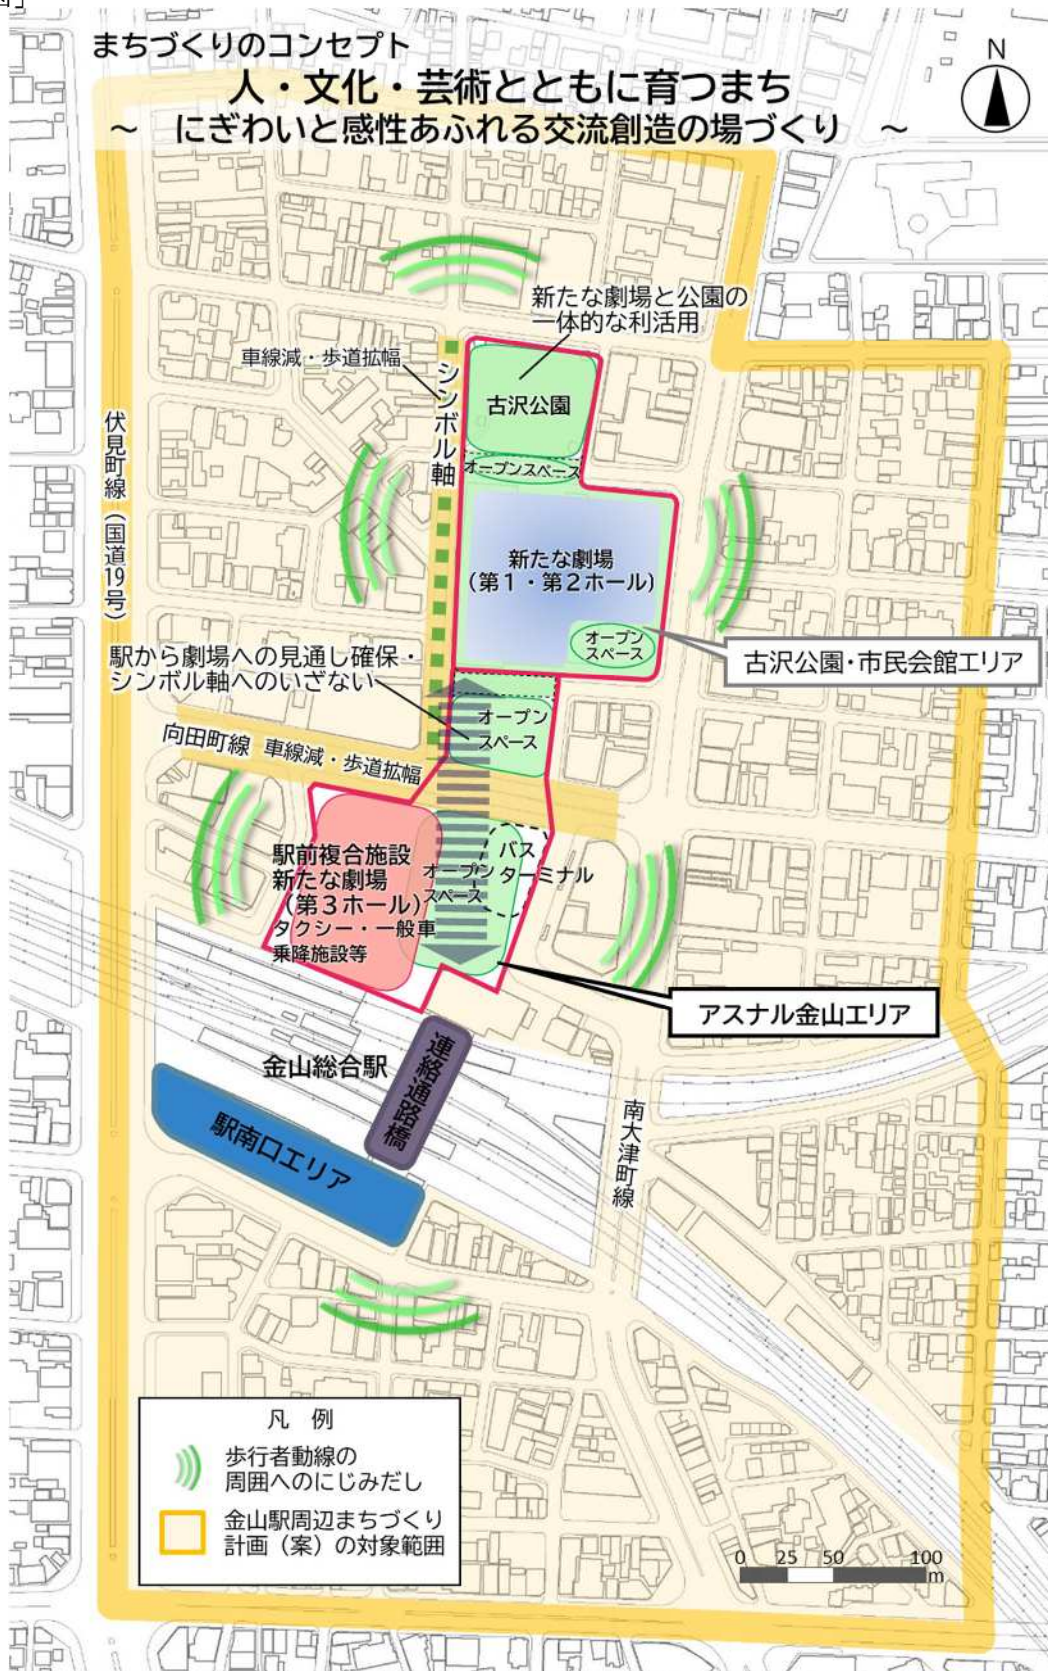 まちづくりのコンセプト
人・文化・芸術とともに育つまち
～ にぎわいと感性あふれる交流創造の場づくり ～
N
新たな劇場と公園の
一体的な利活用
車線減・歩道拡幅
シンボル軸
古沢公園
オープンスペース
伏見町線（国道19号）
新たな劇場
(第1・第2ホール)
オープン
スペース
古沢公園・市民会館エリア
駅から劇場への見通し確保・
シンボル軸へのいざない
オープン
スペース
向田町線 車線減・歩道拡幅
駅前複合施設
新たな劇場
(第3ホール)
タクシー・一般車
乗降施設等
オープン
スペース
バス
ターミナル
アスナル金山エリア
金山総合駅
連絡通路橋
駅南口エリア
南大津町線
凡 例
歩行者動線の
周囲へのにじみだし
金山駅周辺まちづくり
計画（案）の対象範囲
0 25 50 100
m